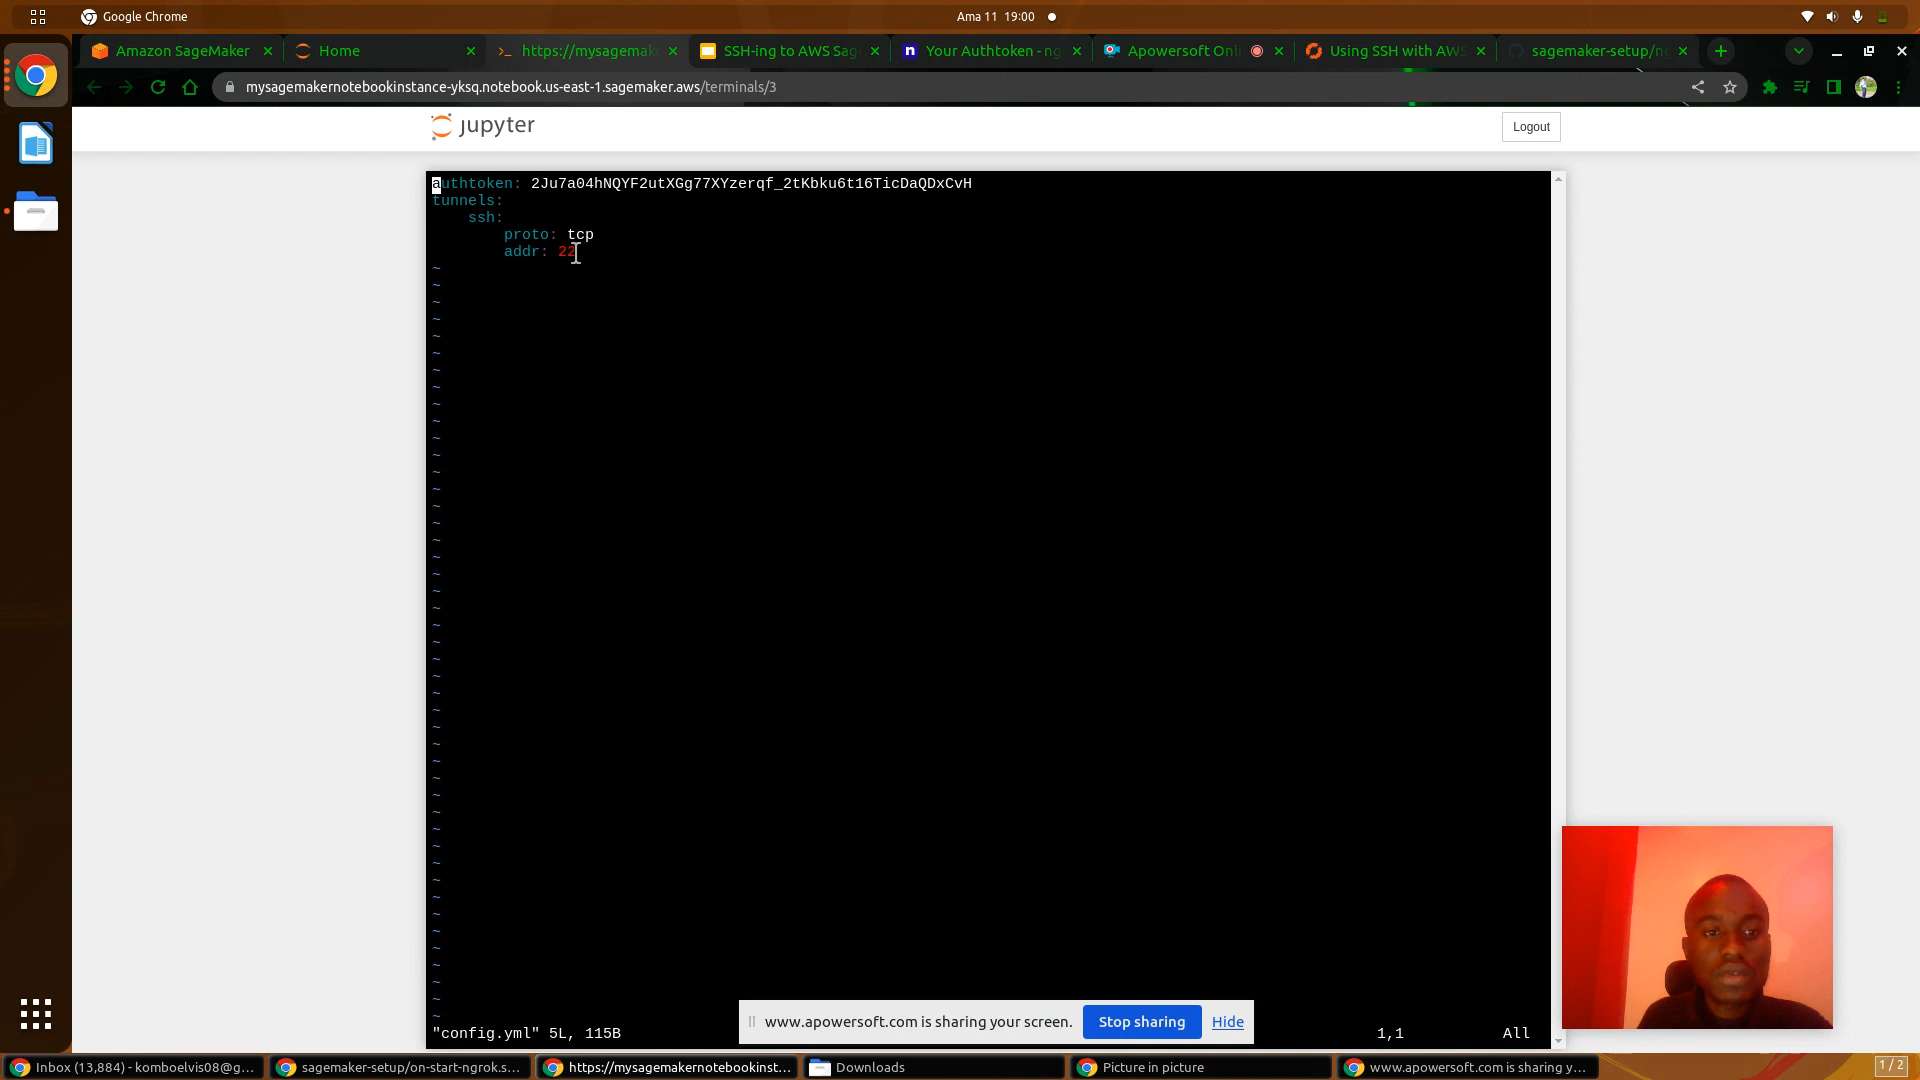 Google Chrome
Ama 11 19:00
Amazon SageMaker
Home
https://mysagemak
SSH-ing to AWS Sag
Your Authtoken - ng
Apowersoft Onli
Using SSH with AWS
sagemaker-setup/n
mysagemakernotebookinstance-yksq.notebook.us-east-1.sagemaker.aws/terminals/3
jupyter
Logout
authtoken: 2Ju7a04hNQYF2utXGg77XYzerqf_2tKbku6t16TicDaQDxCvH
tunnels:
ssh:
proto: tcp
addr: 22
"config.yml" 5L, 115B
1,1
All
www.apowersoft.com is sharing your screen.
Stop sharing
Hide
Inbox (13,884) - komboelvis08@g...
sagemaker-setup/on-start-ngrok.s...
https://mysagemakernotebookinst...
Downloads
Picture in picture
www.apowersoft.com is sharing y...
1 / 2